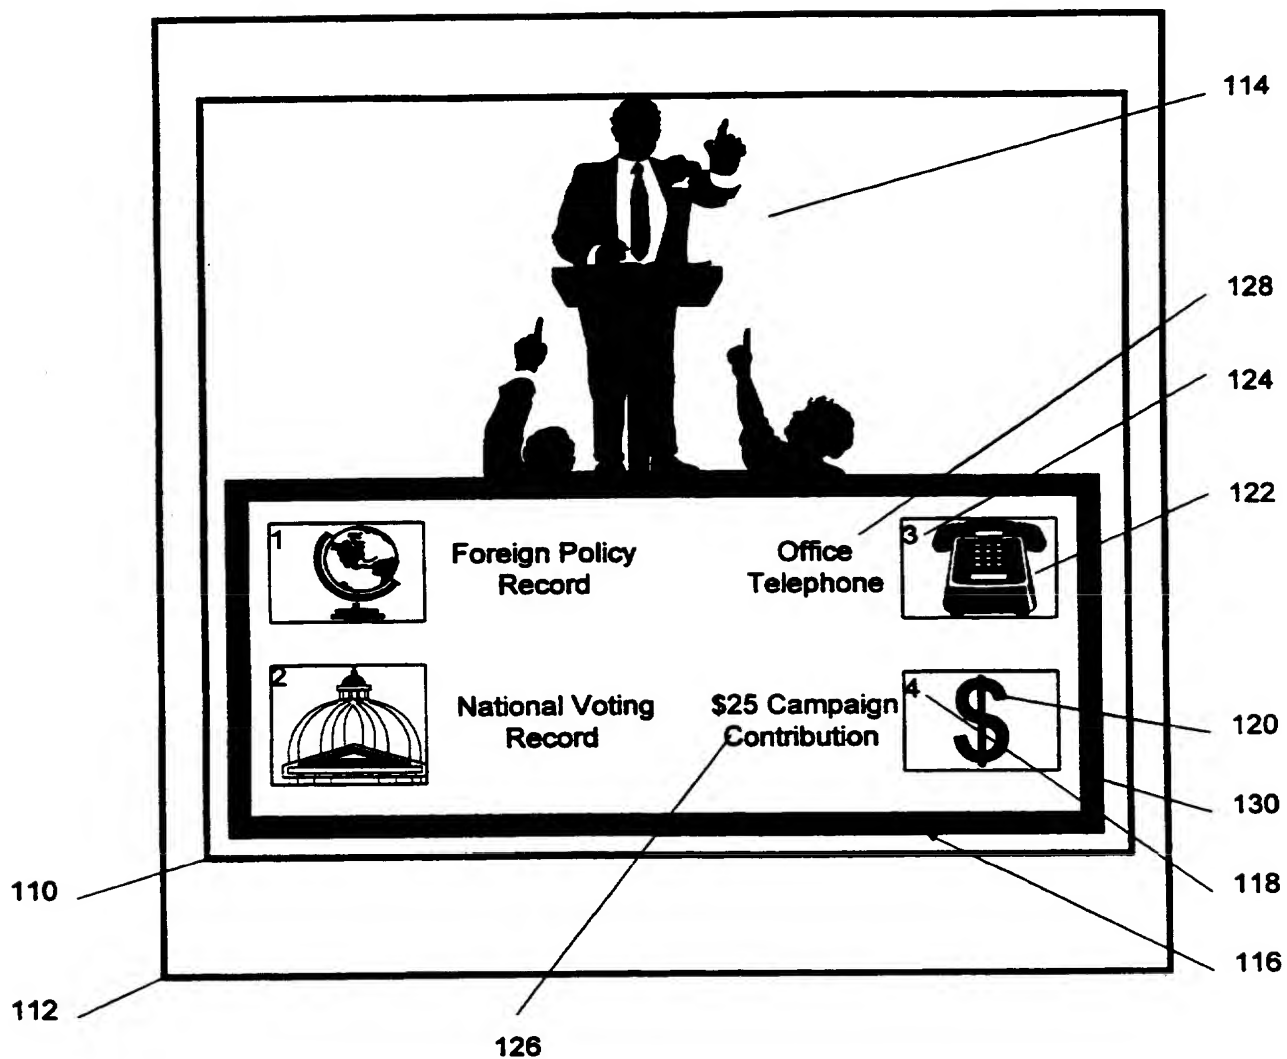 114
128
124
122
1
Foreign Policy
Record
Office
Telephone
3
2
National Voting
Record
$25 Campaign
Contribution
4
120
130
110
118
116
112
126